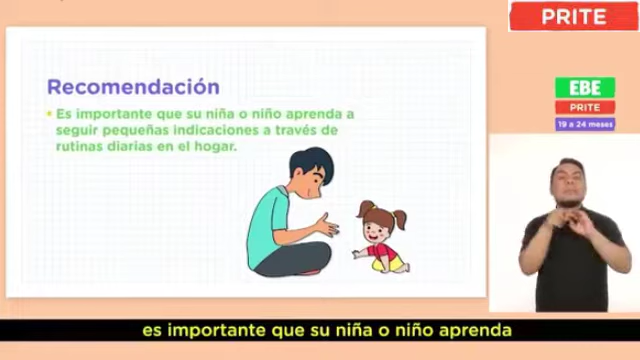 PRITE
Recomendación
• Es importante que su niña o niño aprenda a
seguir pequeñas indicaciones a través de
rutinas diarias en el hogar.
EBE
PRITE
19 a 24 meses
es importante que su niña o niño aprenda